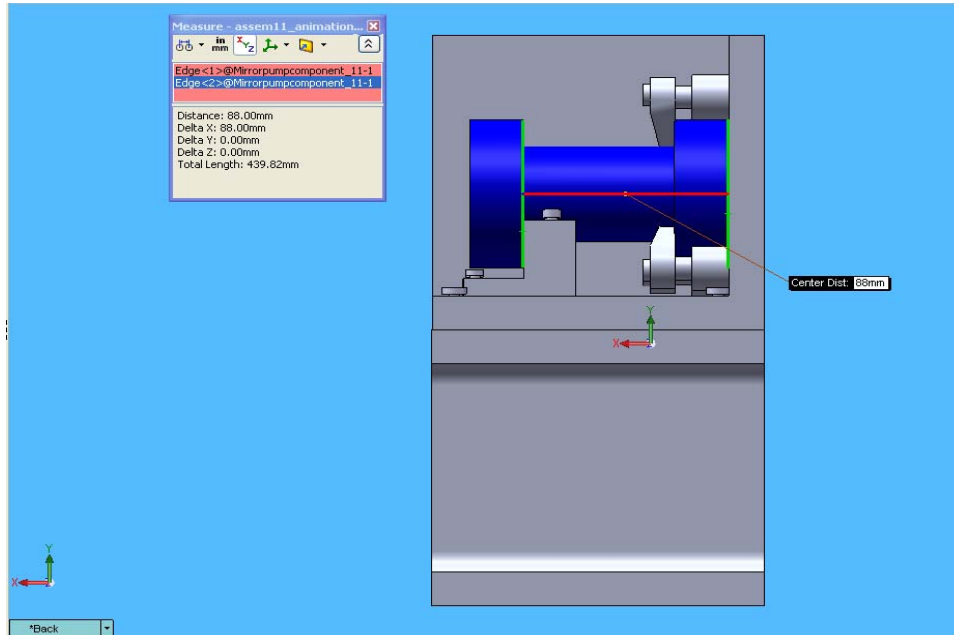 Measure - assem11_animation...
in
mm
XYZ
Edge<1>@Mirrorpumpcomponent_11-1
Edge<2>@Mirrorpumpcomponent_11-1
Distance: 88.00mm
Delta X: 88.00mm
Delta Y: 0.00mm
Delta Z: 0.00mm
Total Length: 439.82mm
Center Dist: 88mm
Y
X
Y
X
*Back